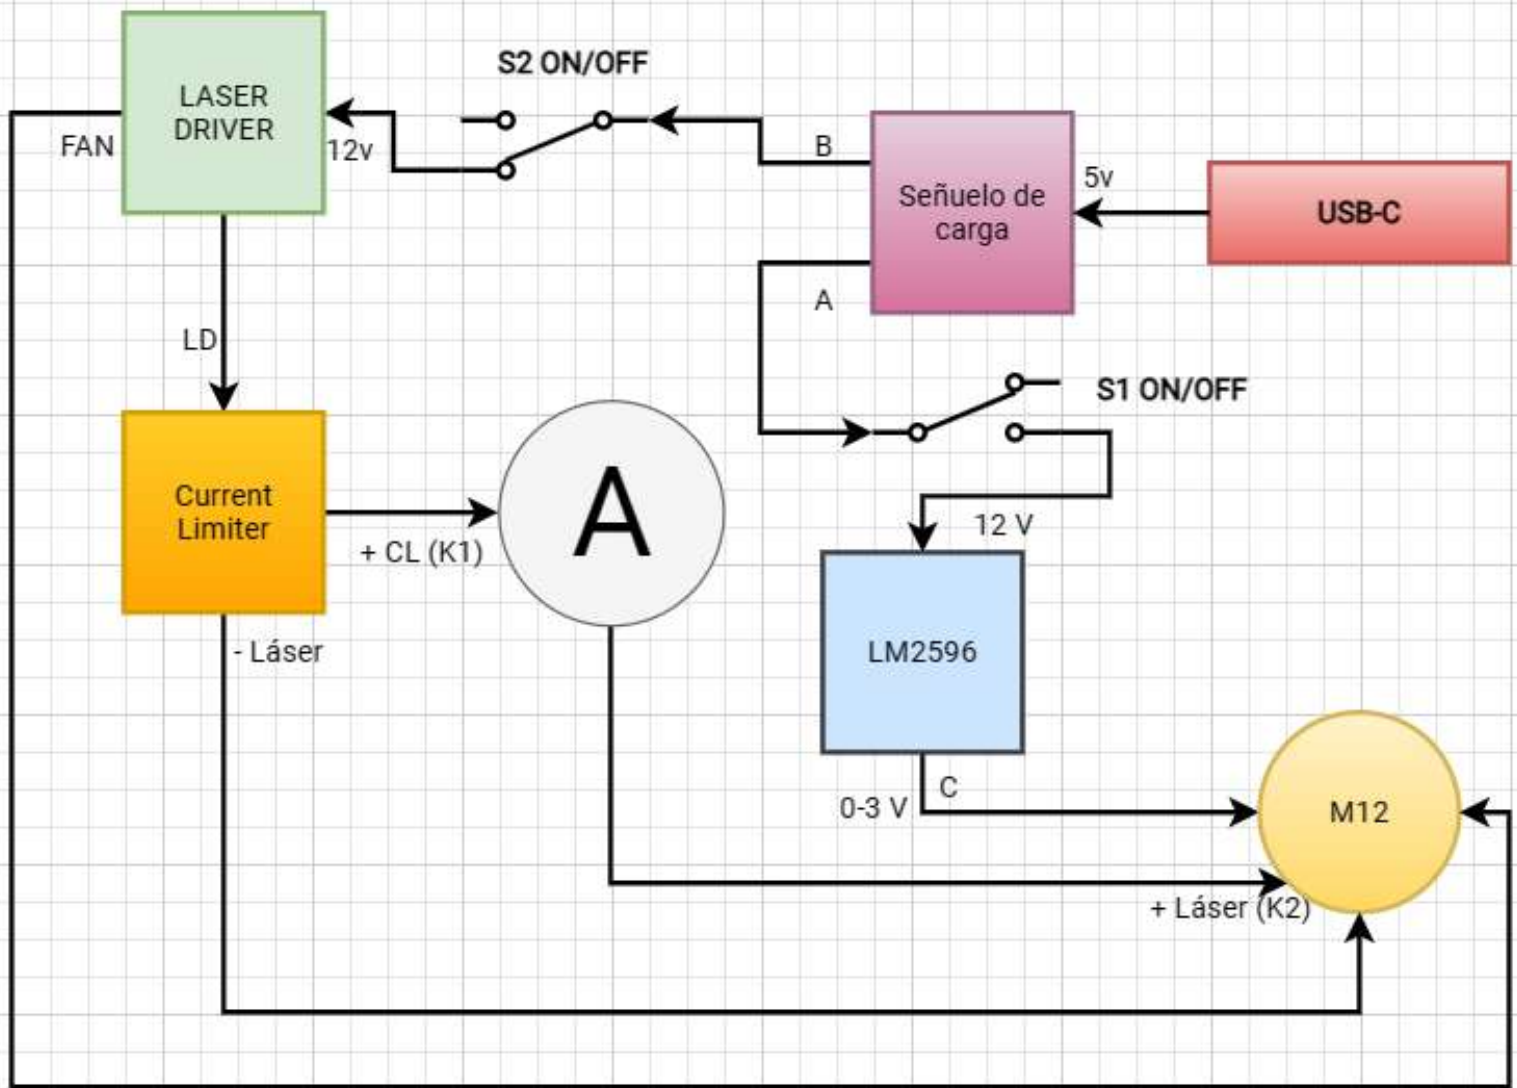 S2 ON/OFF
LASER
DRIVER
FAN
12v
B
Señuelo de
carga
5v
USB-C
A
LD
S1 ON/OFF
Current
Limiter
A
+ CL (K1)
12 V
- Láser
LM2596
C
0-3 V
M12
+ Láser (K2)